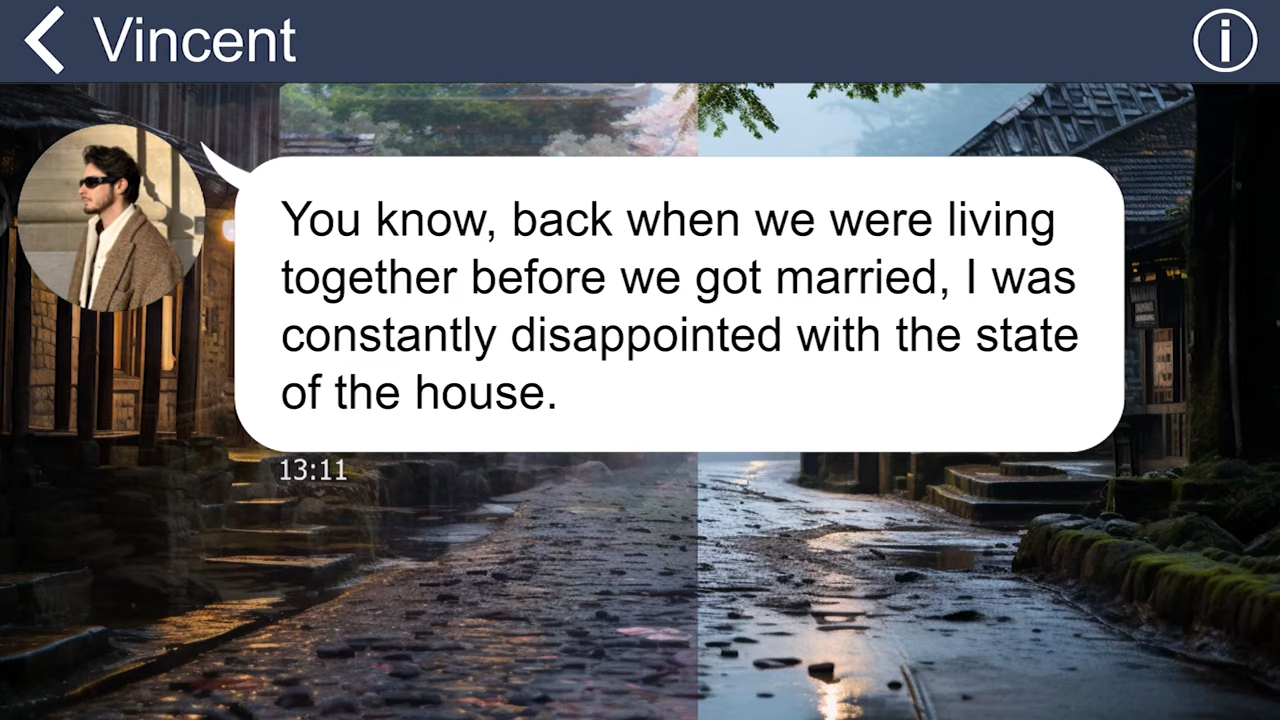 Vincent
You know, back when we were living
together before we got married, I was
constantly disappointed with the state
of the house.
13:11